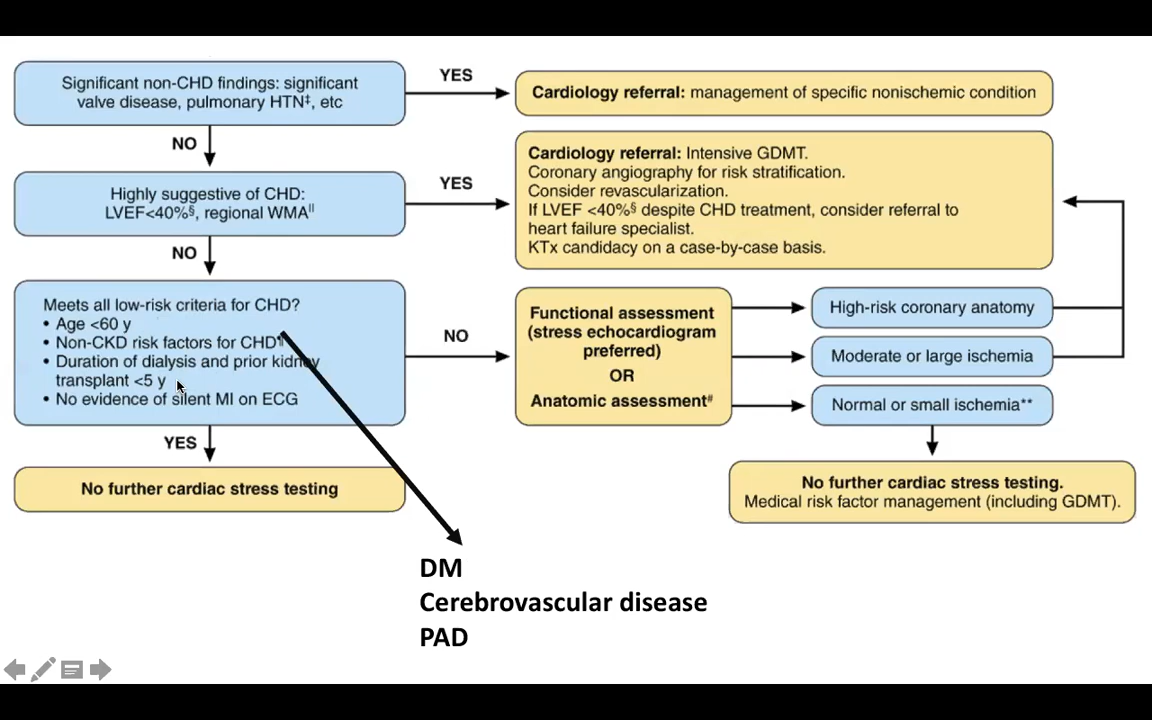 Significant non-CHD findings: significant
valve disease, pulmonary HTN‡, etc
YES
Cardiology referral: management of specific nonischemic condition
NO
Highly suggestive of CHD:
LVEF<40%§, regional WMA||
YES
Cardiology referral: Intensive GDMT.
Coronary angiography for risk stratification.
Consider revascularization.
If LVEF <40%§ despite CHD treatment, consider referral to
heart failure specialist.
KTx candidacy on a case-by-case basis.
NO
Meets all low-risk criteria for CHD?
• Age <60 y
• Non-CKD risk factors for CHD¶
• Duration of dialysis and prior kidney
transplant <5 y
• No evidence of silent MI on ECG
NO
Functional assessment
(stress echocardiogram
preferred)
OR
Anatomic assessment#
High-risk coronary anatomy
Moderate or large ischemia
Normal or small ischemia**
YES
No further cardiac stress testing
No further cardiac stress testing.
Medical risk factor management (including GDMT).
DM
Cerebrovascular disease
PAD